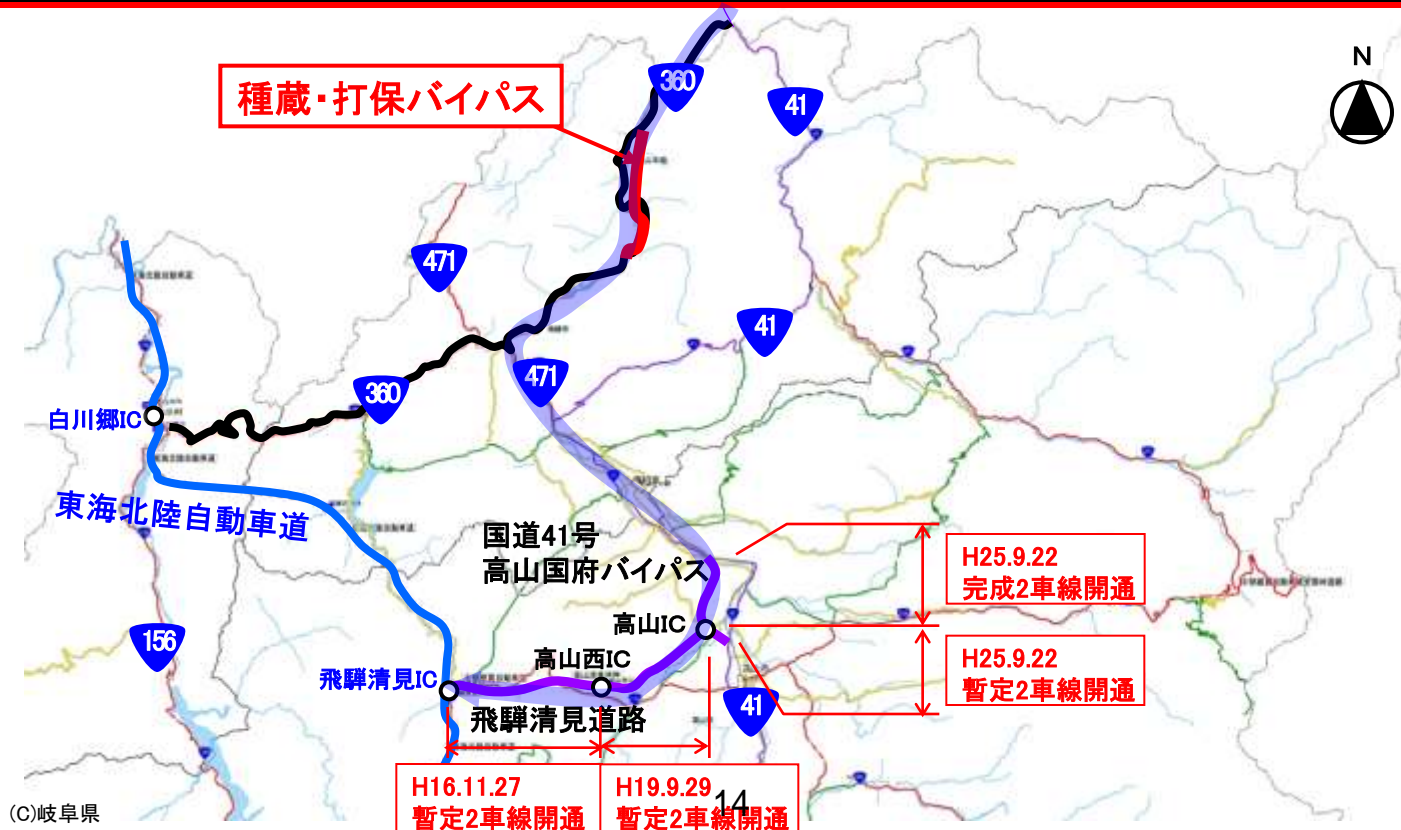 種蔵・打保バイパス
360
41
N
471
41
471
360
白川郷IC
東海北陸自動車道
国道41号
高山国府バイパス
H25.9.22
完成2車線開通
高山IC
156
高山西IC
H25.9.22
暫定2車線開通
飛騨清見IC
41
飛騨清見道路
H16.11.27
暫定2車線開通
H19.9.29
暫定2車線開通
14
(C)岐阜県